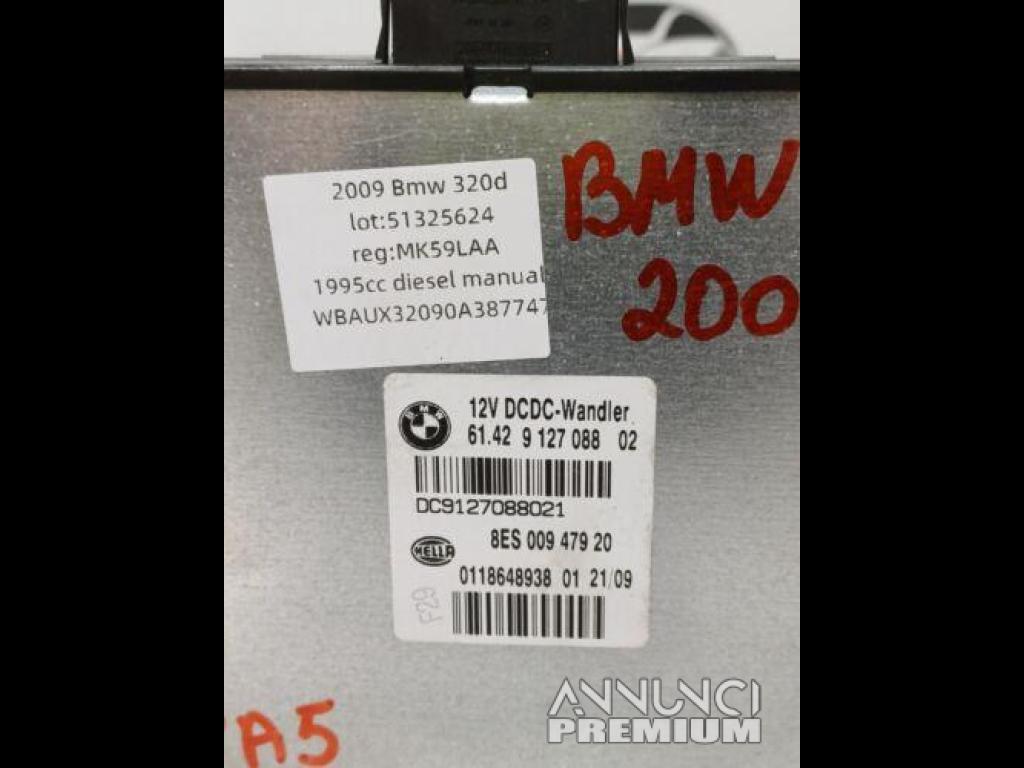 2009 Bmw 320d
lot:51325624
reg:MK59LAA
1995cc diesel manual
WBAUX32090A387747
BMW
200
BMW
12V DCDC-Wandler
61.42 9 127 088 02
DC9127088021
HELLA
8ES 009 479 20
0118648938 01 21/09
F29
A5
ANNUNCI
PREMIUM